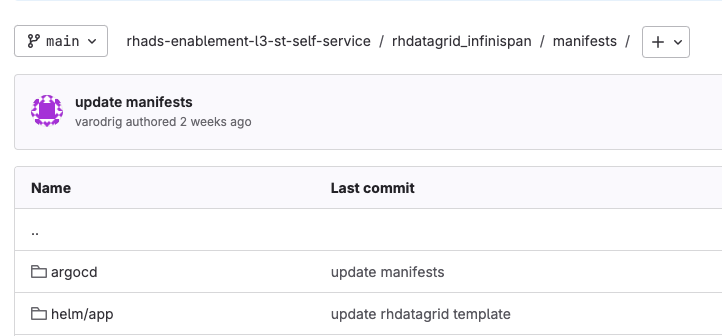 main rhads-enablement-l3-st-self-service / rhdatagrid_infinispan / manifests / +
update manifests
varodrig authored 2 weeks ago
Name Last commit
..
argocd update manifests
helm/app update rhdatagrid template